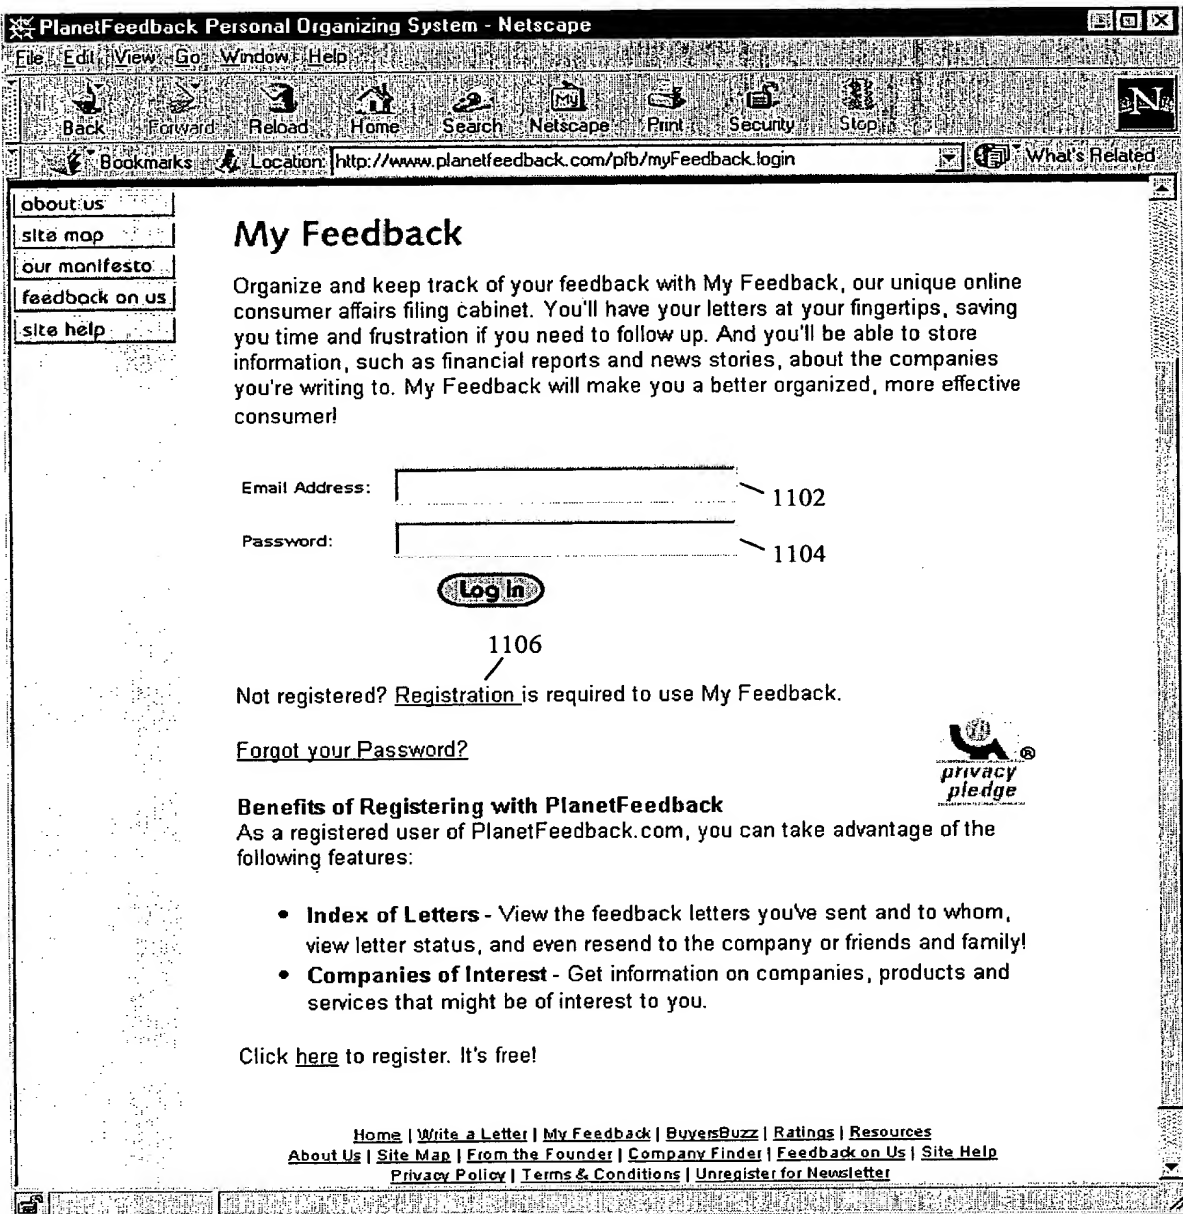 PlanetFeedback Personal Organizing System - Netscape
File Edit View Go Window Help
Back Forward Reload Home Search Netscape Print Security Stop
My
N
Bookmarks Location: http://www.planetfeedback.com/pfb/myFeedback.login What's Related
about us
site map
our manifesto
feedback on us
site help
My Feedback
Organize and keep track of your feedback with My Feedback, our unique online
consumer affairs filing cabinet. You'll have your letters at your fingertips, saving
you time and frustration if you need to follow up. And you'll be able to store
information, such as financial reports and news stories, about the companies
you're writing to. My Feedback will make you a better organized, more effective
consumer!
Email Address: 1102
Password: 1104
Log In
1106
Not registered? Registration is required to use My Feedback.
Forgot your Password?
®
privacy
pledge
Benefits of Registering with PlanetFeedback
As a registered user of PlanetFeedback.com, you can take advantage of the
following features:
• Index of Letters - View the feedback letters you've sent and to whom,
view letter status, and even resend to the company or friends and family!
• Companies of Interest - Get information on companies, products and
services that might be of interest to you.
Click here to register. It's free!
Home | Write a Letter | My Feedback | BuyersBuzz | Ratings | Resources
About Us | Site Map | From the Founder | Company Finder | Feedback on Us | Site Help
Privacy Policy | Terms & Conditions | Unregister for Newsletter